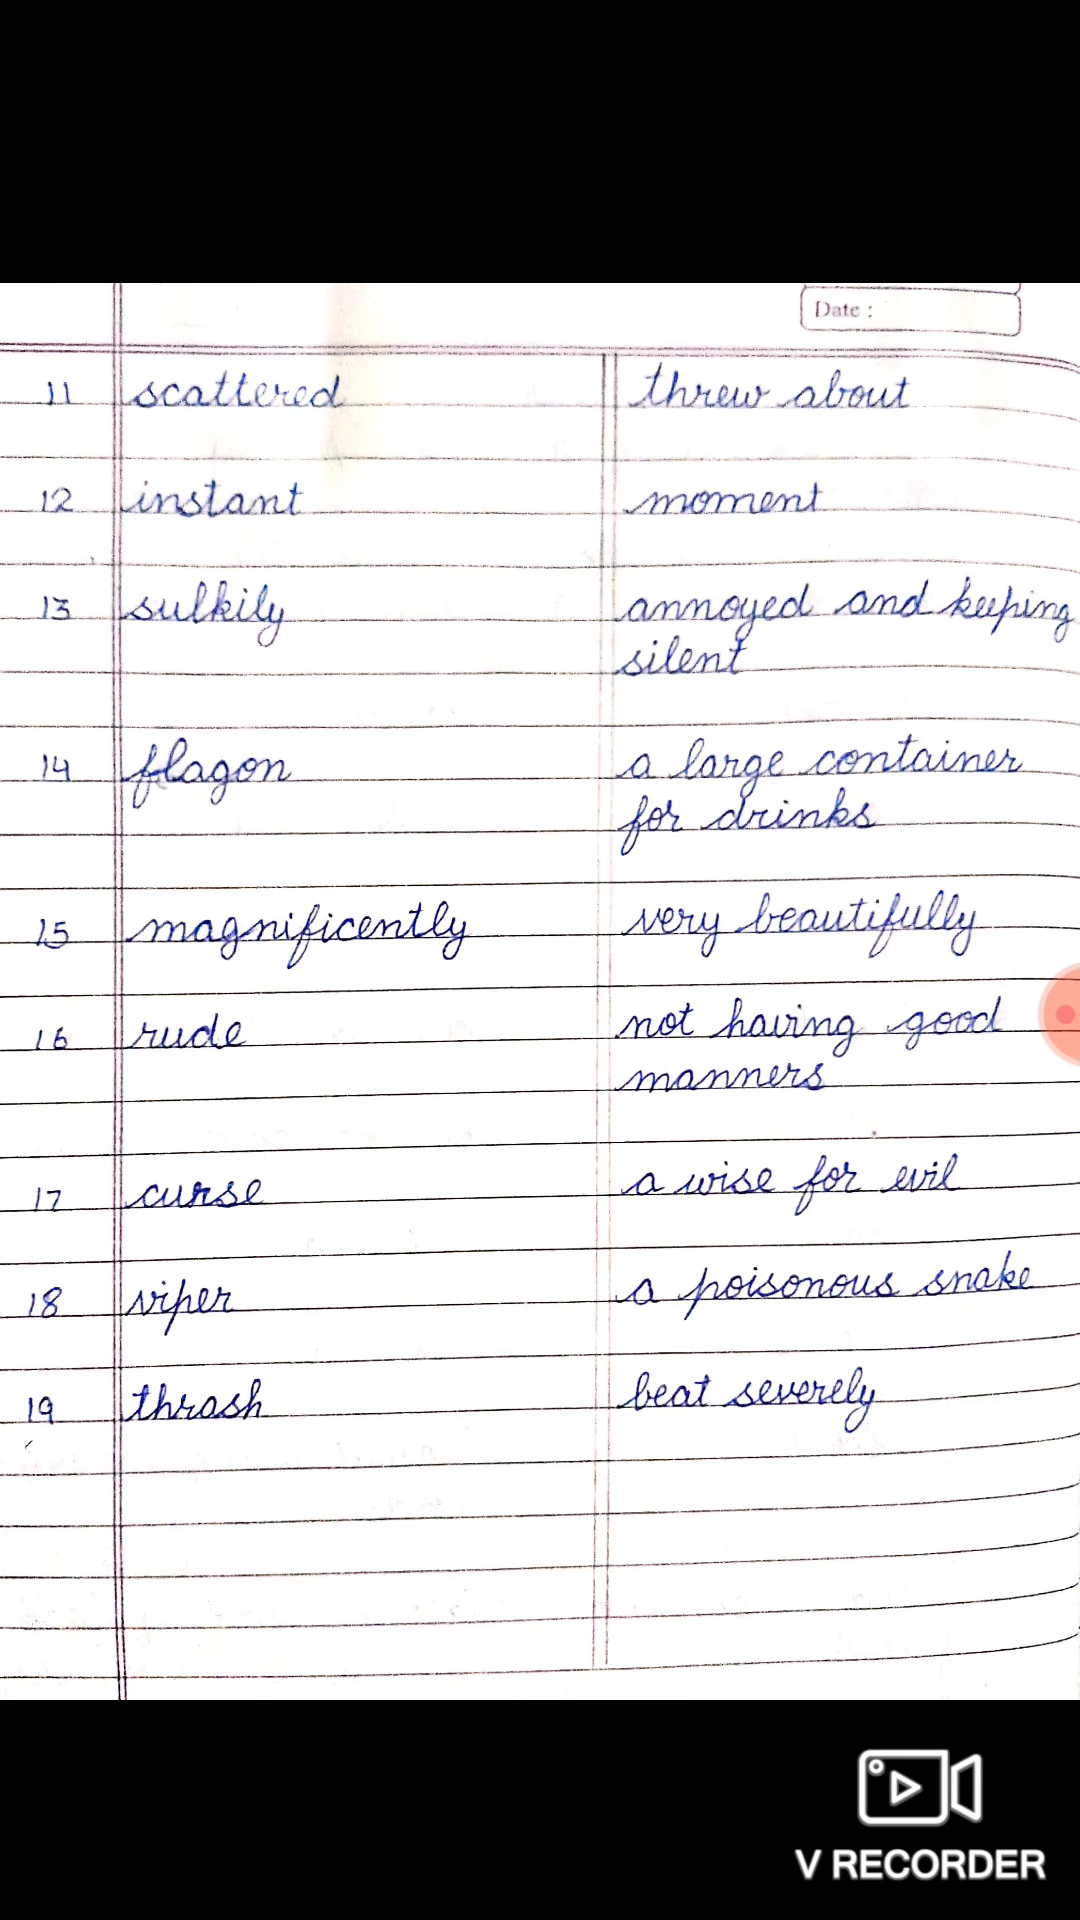 Date :
11 scattered threw about
12 instant moment
13 sulkily annoyed and keeping
silent
14 flagon a large container
for drinks
15 magnificently very beautifully
16 rude not having good
manners
17 curse a wise for evil
18 viper a poisonous snake
19 thrash beat severely
V RECORDER